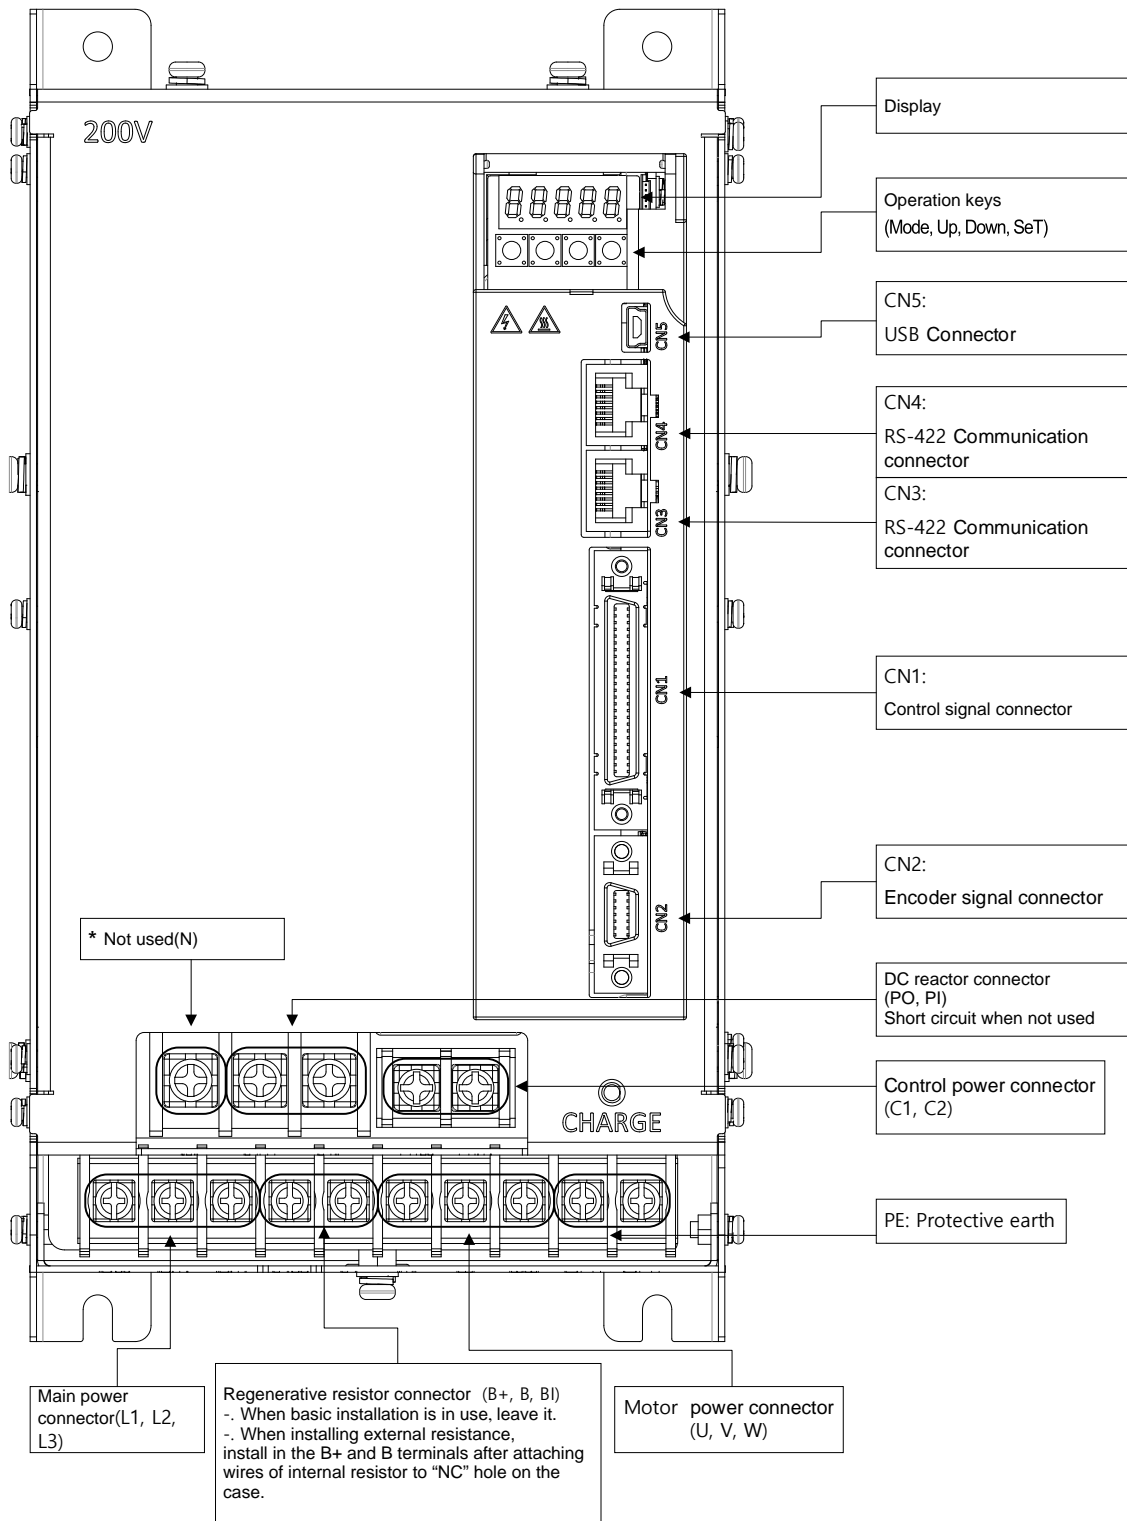 200V
Display
Operation keys
(Mode, Up, Down, SeT)
CN5:
USB Connector
CN5
CN4:
RS-422 Communication
connector
CN4
CN3:
RS-422 Communication
connector
CN3
CN1:
Control signal connector
CN1
CN2:
Encoder signal connector
CN2
* Not used(N)
DC reactor connector
(PO, PI)
Short circuit when not used
Control power connector
(C1, C2)
CHARGE
PE: Protective earth
Main power
connector(L1, L2,
L3)
Regenerative resistor connector (B+, B, BI)
-. When basic installation is in use, leave it.
-. When installing external resistance,
install in the B+ and B terminals after attaching
wires of internal resistor to “NC” hole on the
case.
Motor power connector
(U, V, W)